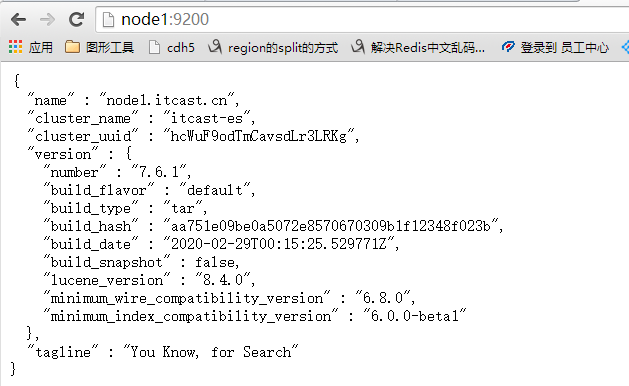 node1:9200
应用 图形工具 cdh5 region的split的方式 解决Redis中文乱码... 登录到 员工中心
{
"name" : "node1.itcast.cn",
"cluster_name" : "itcast-es",
"cluster_uuid" : "hcWuF9odTmCavsdLr3LRKg",
"version" : {
"number" : "7.6.1",
"build_flavor" : "default",
"build_type" : "tar",
"build_hash" : "aa751e09be0a5072e8570670309b1f12348f023b",
"build_date" : "2020-02-29T00:15:25.529771Z",
"build_snapshot" : false,
"lucene_version" : "8.4.0",
"minimum_wire_compatibility_version" : "6.8.0",
"minimum_index_compatibility_version" : "6.0.0-beta1"
},
"tagline" : "You Know, for Search"
}